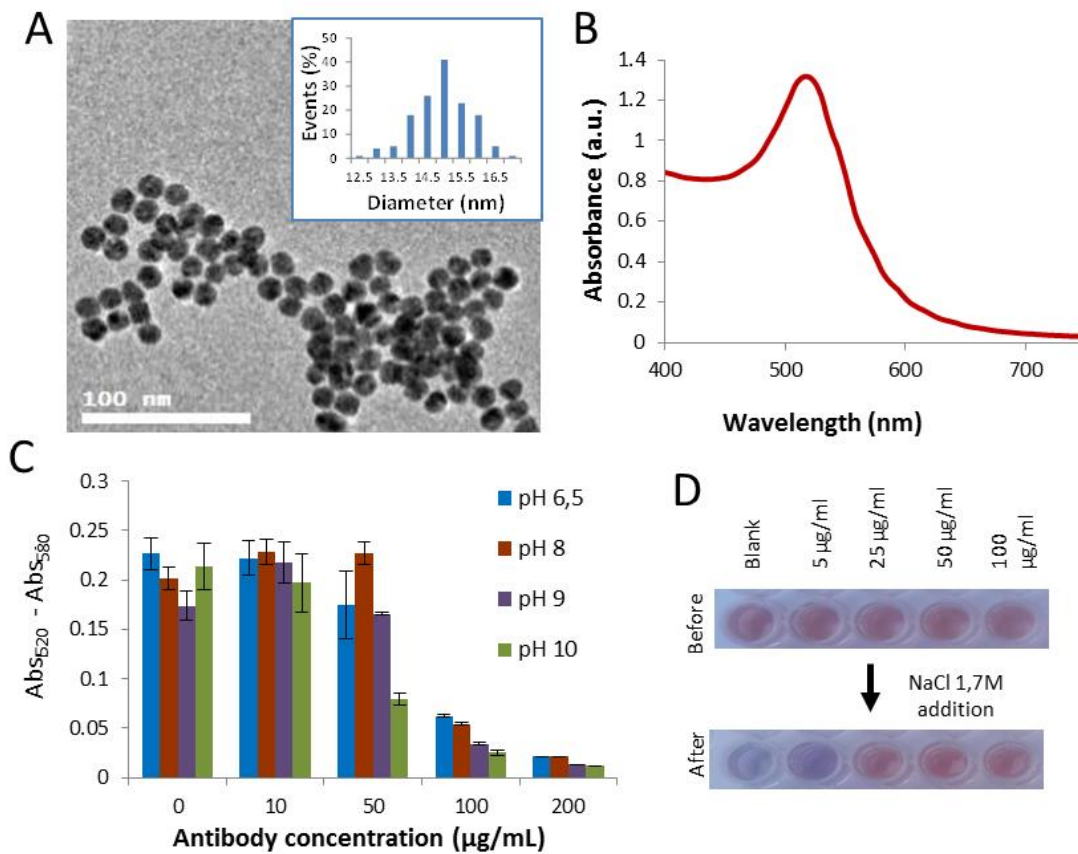 A
Events (%)
50
40
30
20
10
0
12.5 13.5 14.5 15.5 16.5
Diameter (nm)
100 nm
B
Absorbance (a.u.)
1.4
1.2
1
0.8
0.6
0.4
0.2
0
400 500 600 700
Wavelength (nm)
C
Abs520 - Abs580
0.3
0.25
0.2
0.15
0.1
0.05
0
pH 6,5
pH 8
pH 9
pH 10
0 10 50 100 200
Antibody concentration (µg/mL)
D
Blank
5 µg/ml
25 µg/ml
50 µg/ml
100
µg/ml
Before
NaCl 1,7M
addition
After